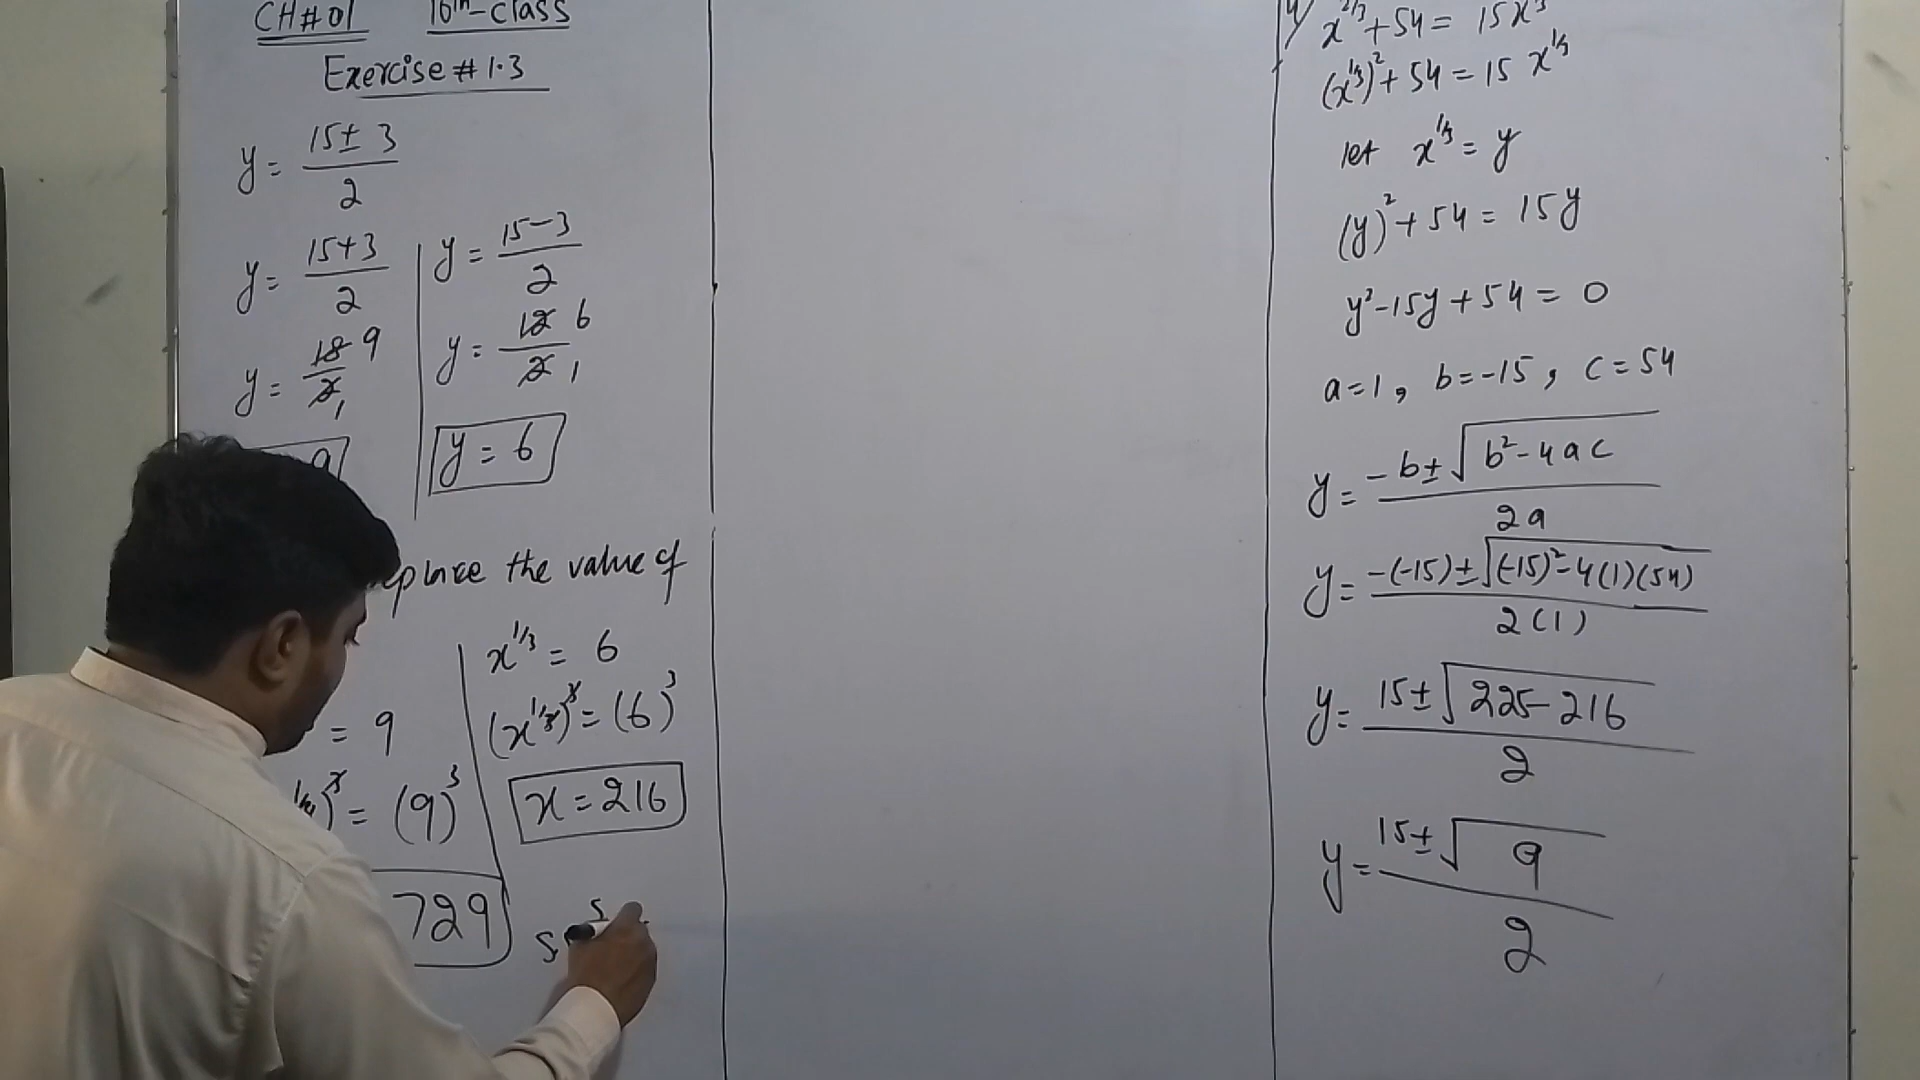 CH#01 10th-class
Exercise # 1.3
y = 15 ± 3 / 2
y = 15+3 / 2
y = 18 9 / 2 1
9
y = 15-3 / 2
y = 12 6 / 2 1
y = 6
the value of
= 9
= (9)^3
729
x^1/3 = 6
(x^1/3)^3 = (6)^3
x = 216
S.S
x^2/3 + 54 = 15 x^3
(x^1/3)^2 + 54 = 15 x^1/3
let x^1/3 = y
(y)^2 + 54 = 15y
y^2 - 15y + 54 = 0
a=1, b=-15, c=54
y = -b ± √b^2 - 4ac / 2a
y = -(-15) ± √(-15)^2 - 4(1)(54) / 2(1)
y = 15 ± √225 - 216 / 2
y = 15 ± √9 / 2